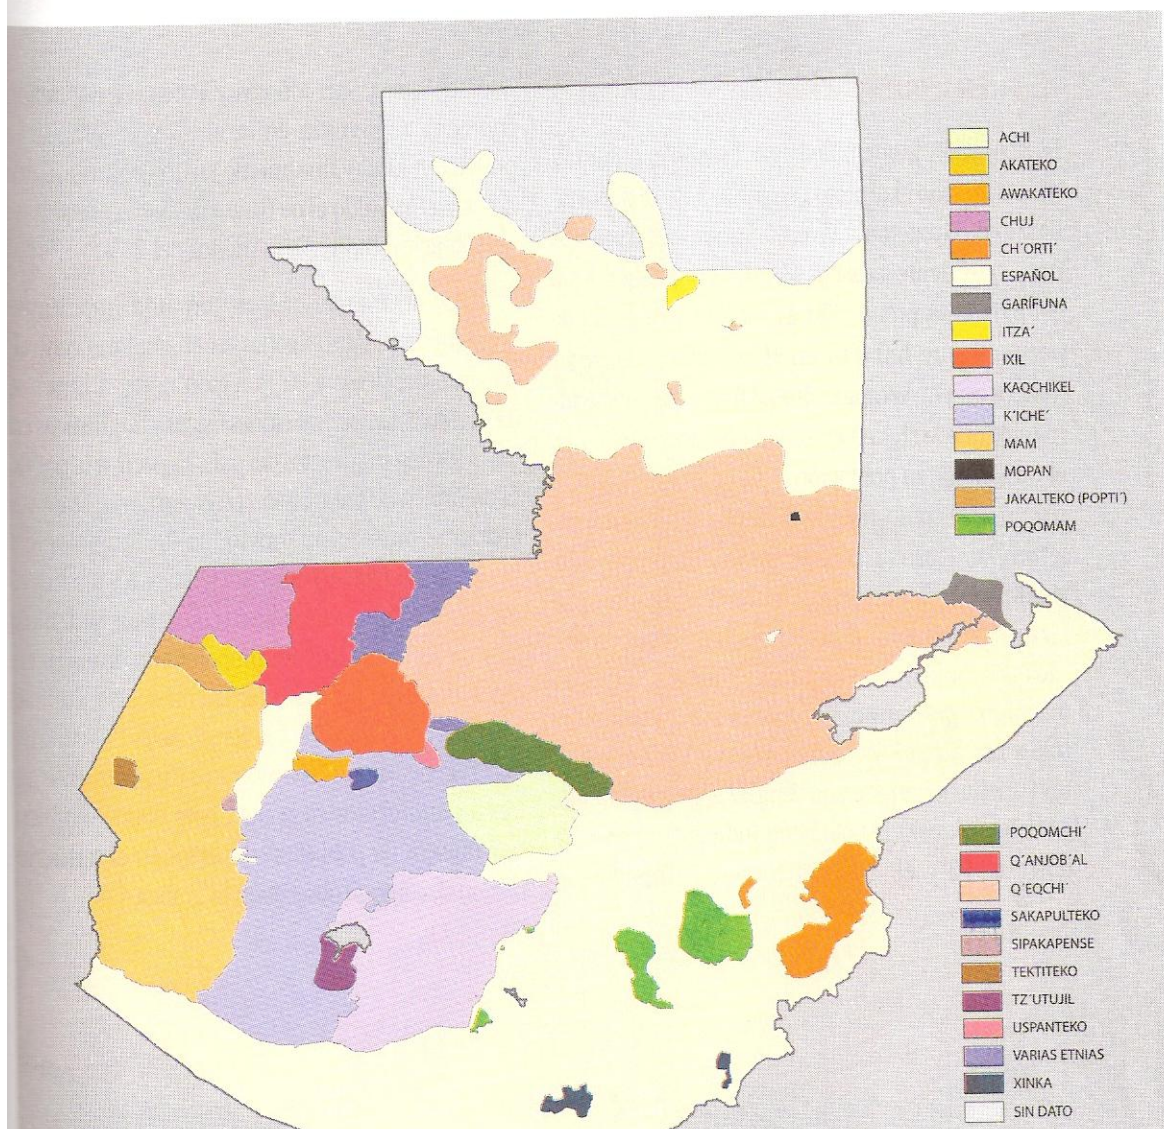 ACHI
AKATEKO
AWAKATEKO
CHUJ
CH´ORTI´
ESPAÑOL
GARÍFUNA
ITZA´
IXIL
KAQCHIKEL
K´ICHE´
MAM
MOPAN
JAKALTEKO (POPTI´)
POQOMAM
POQOMCHI´
Q´ANJOB´AL
Q´EQCHI´
SAKAPULTEKO
SIPAKAPENSE
TEKTITEKO
TZ´UTUJIL
USPANTEKO
VARIAS ETNIAS
XINKA
SIN DATO